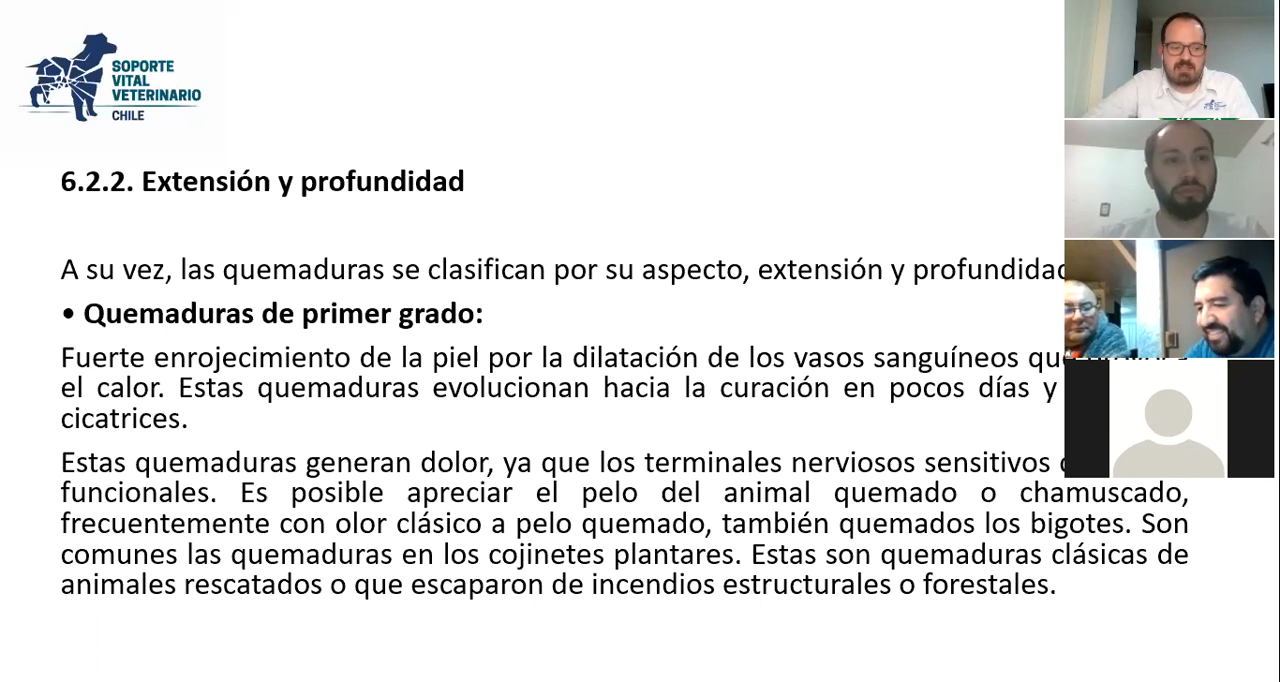 SOPORTE
VITAL
VETERINARIO
CHILE
6.2.2. Extensión y profundidad
A su vez, las quemaduras se clasifican por su aspecto, extensión y profundidad
• Quemaduras de primer grado:
Fuerte enrojecimiento de la piel por la dilatación de los vasos sanguíneos que
el calor. Estas quemaduras evolucionan hacia la curación en pocos días y
cicatrices.
Estas quemaduras generan dolor, ya que los terminales nerviosos sensitivos
funcionales. Es posible apreciar el pelo del animal quemado o chamuscado,
frecuentemente con olor clásico a pelo quemado, también quemados los bigotes. Son
comunes las quemaduras en los cojinetes plantares. Estas son quemaduras clásicas de
animales rescatados o que escaparon de incendios estructurales o forestales.